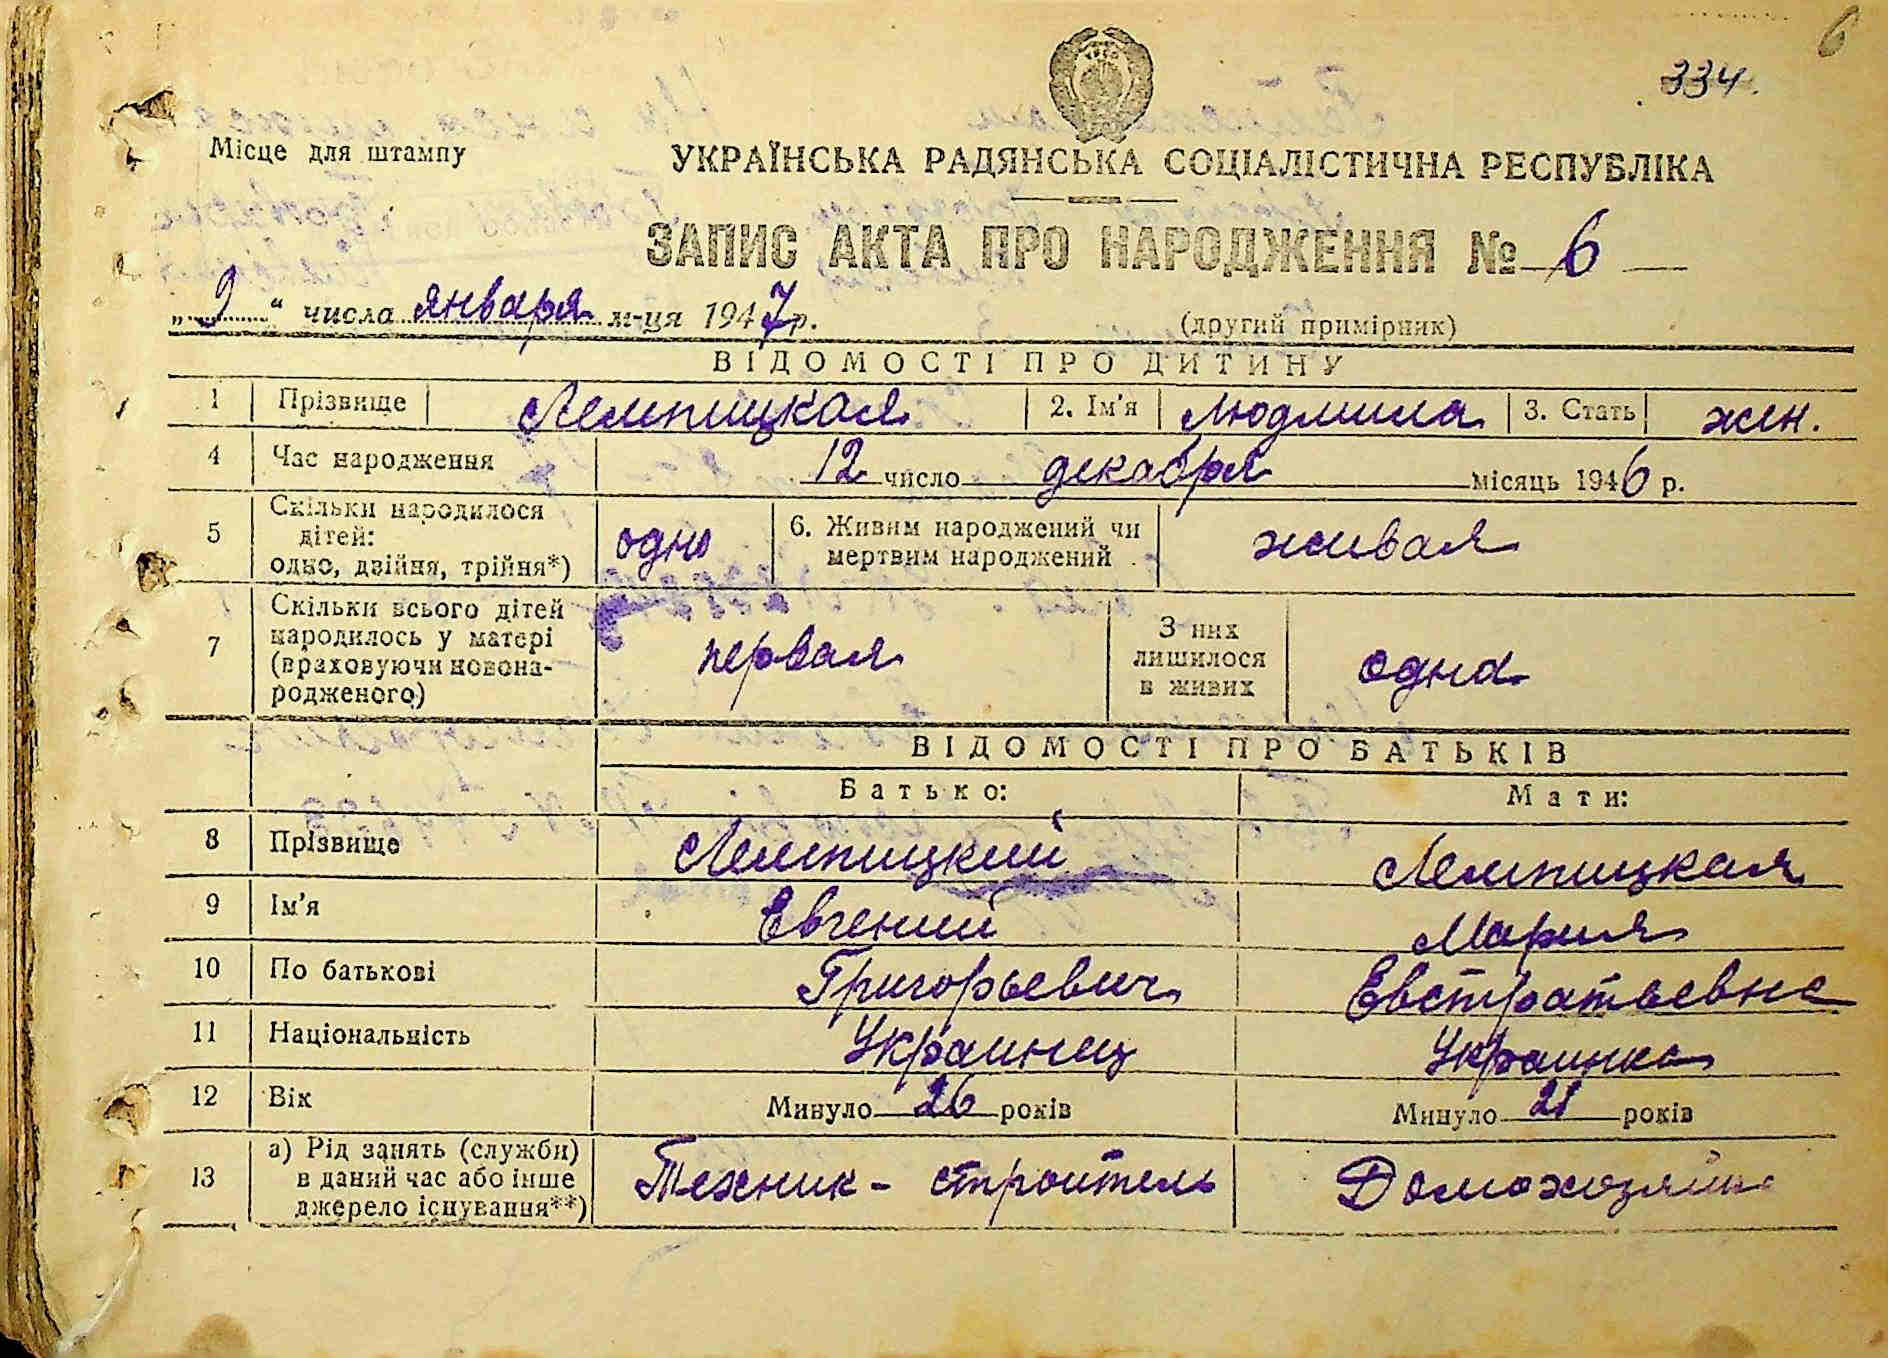 6
334.
Місце для штампу
УКРАЇНСЬКА РАДЯНСЬКА СОЦІАЛІСТИЧНА РЕСПУБЛІКА
ЗАПИС АКТА ПРО НАРОДЖЕННЯ № 6
„ 9 “ числа января м-ця 1947 р.
(другий примірник)
ВІДОМОСТІ ПРО ДИТИНУ
1 Прізвище Лемпицкая 2. Ім'я Людмила 3. Стать жен.
4 Час народження 12 число декабря місяць 1946 р.
5 Скільки народилося дітей: одно, двійня, трійня*) одно 6. Живим народжений чи мертвим народжений живая
7 Скільки всього дітей народилось у матері (враховуючи новона-родженого) первая З них лишилося в живих одна
ВІДОМОСТІ ПРО БАТЬКІВ
Батько: Мати:
8 Прізвище Лемпицкий Лемпицкая
9 Ім'я Евгений Мария
10 По батькові Григорьевич Евстратьевна
11 Національність Украинец Украинка
12 Вік Минуло 26 років Минуло 21 років
13 а) Рід занять (служби) в даний час або інше джерело існування**) Техник - строитель Домохозяйка